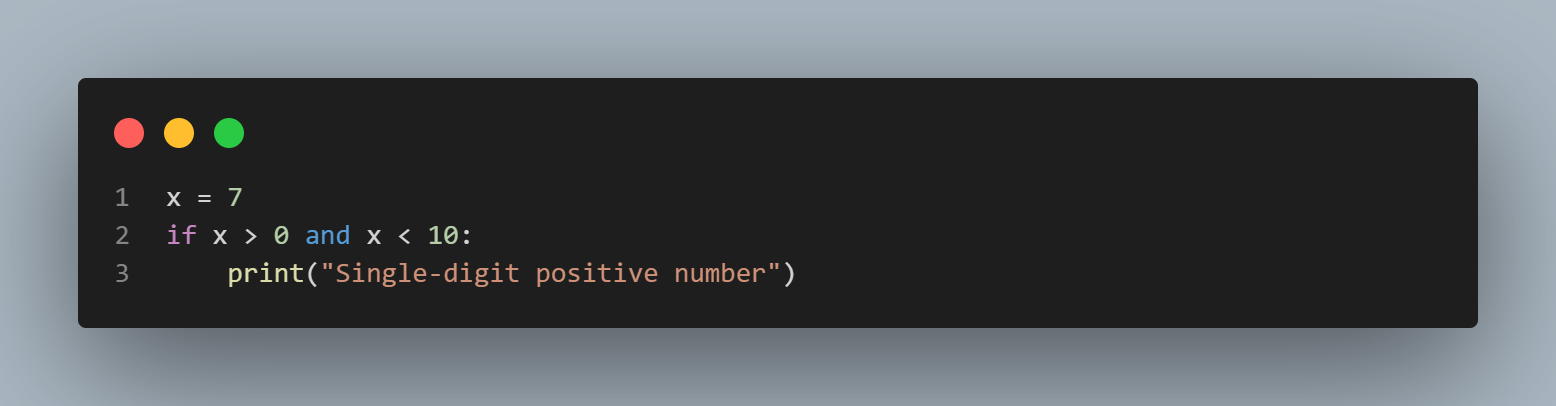 1 x = 7
2 if x > 0 and x < 10:
3     print("Single-digit positive number")